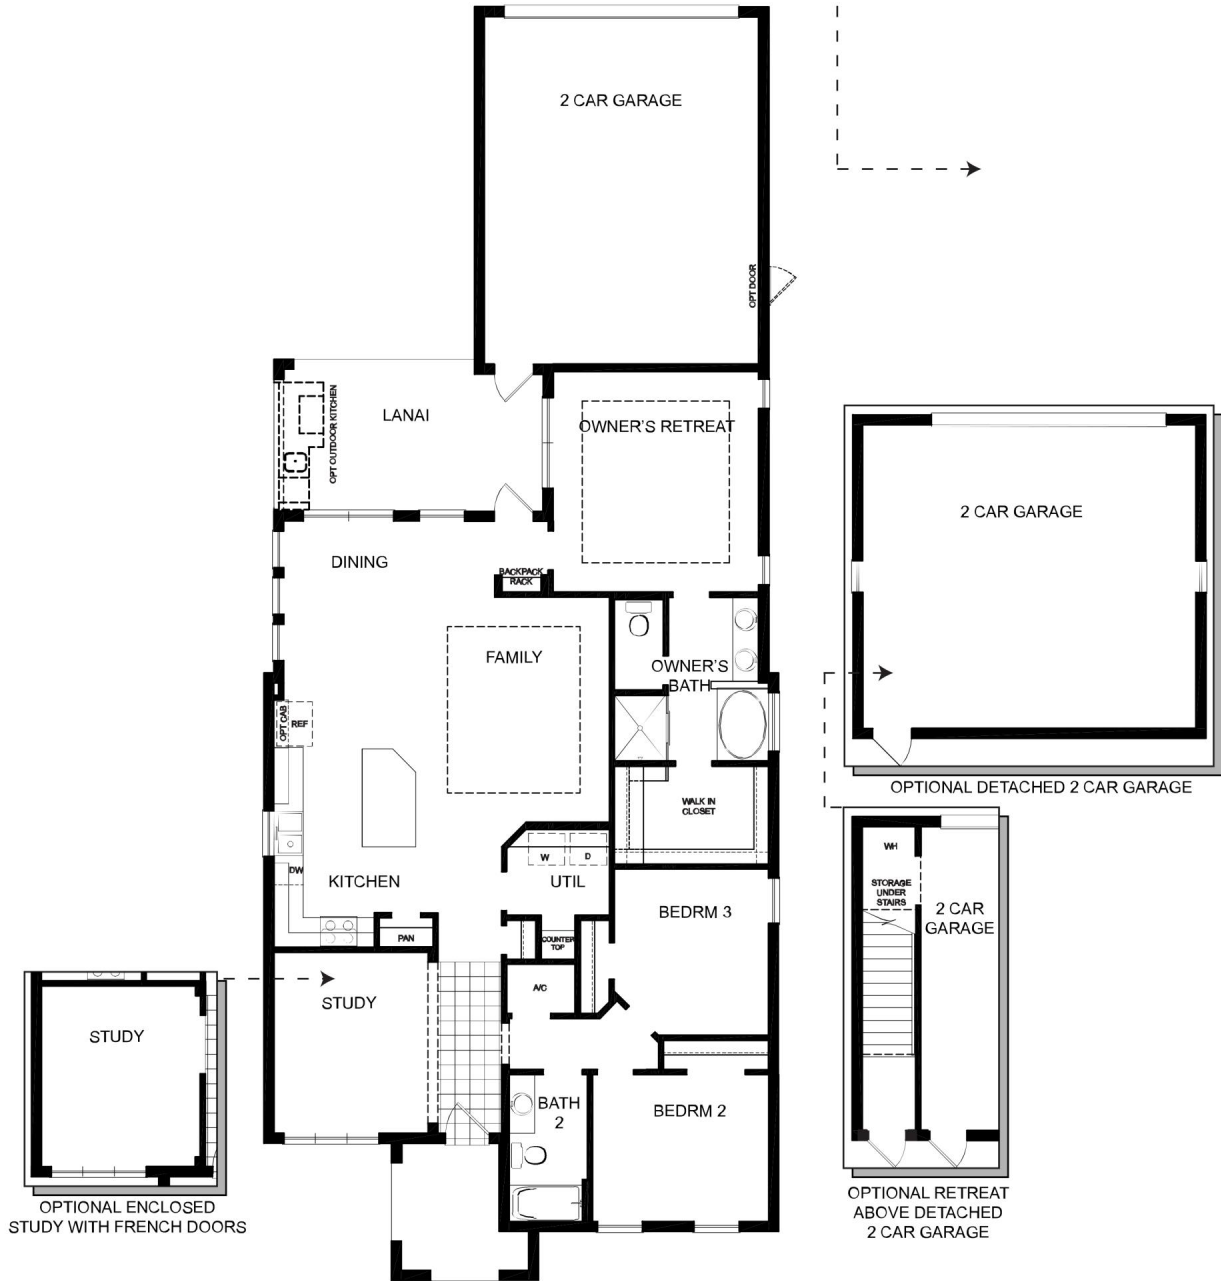 2 CAR GARAGE
OPT DOOR
LANAI
OPT OUTDOOR KITCHEN
OWNER'S RETREAT
DINING
BACKPACK
RACK
FAMILY
OWNER'S
BATH
OPT CAB
REF
WALK IN
CLOSET
DW
KITCHEN
W
D
UTIL
PAN
COUNTER
TOP
BEDRM 3
A/C
STUDY
BATH
2
BEDRM 2
STUDY
OPTIONAL ENCLOSED
STUDY WITH FRENCH DOORS
2 CAR GARAGE
OPTIONAL DETACHED 2 CAR GARAGE
WH
STORAGE
UNDER
STAIRS
2 CAR
GARAGE
OPTIONAL RETREAT
ABOVE DETACHED
2 CAR GARAGE